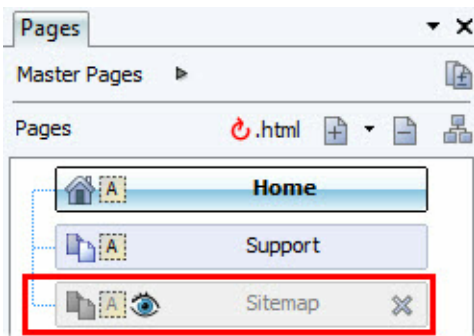 Pages
Master Pages
Pages .html
A Home
A Support
A Sitemap